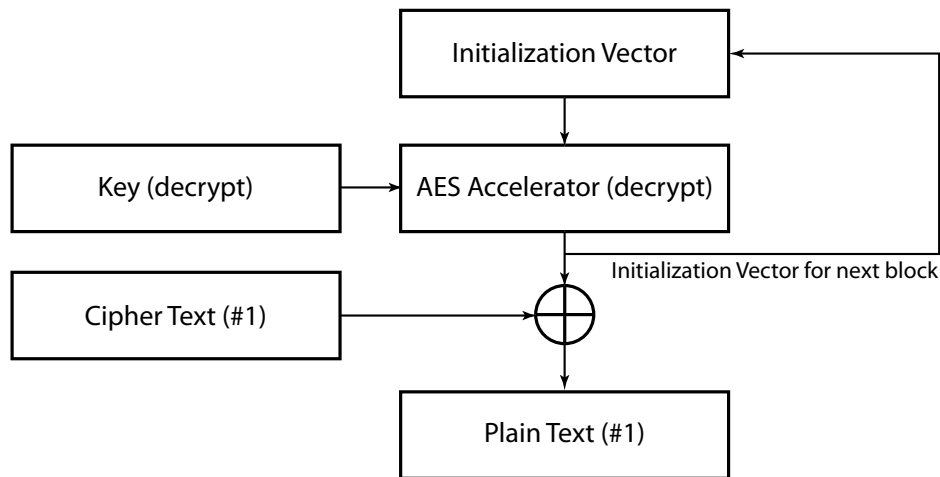 Initialization Vector
Key (decrypt)
AES Accelerator (decrypt)
Initialization Vector for next block
Cipher Text (#1)
Plain Text (#1)